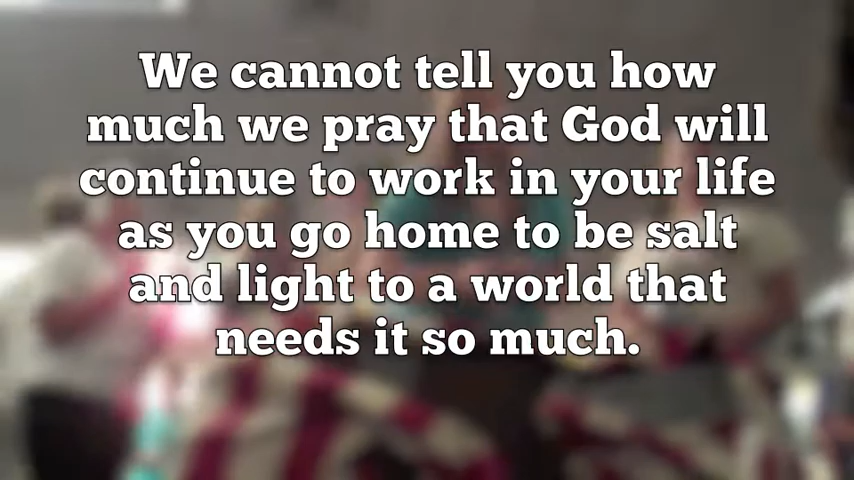 We cannot tell you how
much we pray that God will
continue to work in your life
as you go home to be salt
and light to a world that
needs it so much.